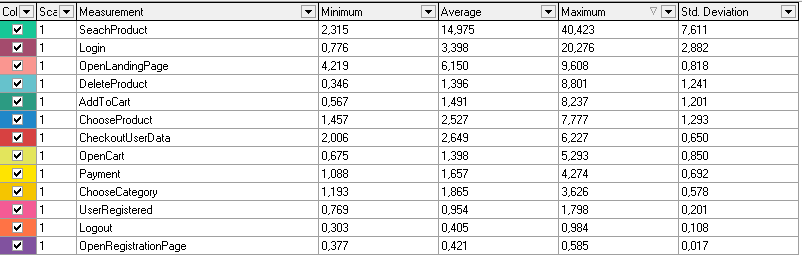 Col Sca Measurement Minimum Average Maximum Std. Deviation
1 SeachProduct 2,315 14,975 40,423 7,611
1 Login 0,776 3,398 20,276 2,882
1 OpenLandingPage 4,219 6,150 9,608 0,818
1 DeleteProduct 0,346 1,396 8,801 1,241
1 AddToCart 0,567 1,491 8,237 1,201
1 ChooseProduct 1,457 2,527 7,777 1,293
1 CheckoutUserData 2,006 2,649 6,227 0,650
1 OpenCart 0,675 1,398 5,293 0,850
1 Payment 1,088 1,657 4,274 0,692
1 ChooseCategory 1,193 1,865 3,626 0,578
1 UserRegistered 0,769 0,954 1,798 0,201
1 Logout 0,303 0,405 0,984 0,108
1 OpenRegistrationPage 0,377 0,421 0,585 0,017